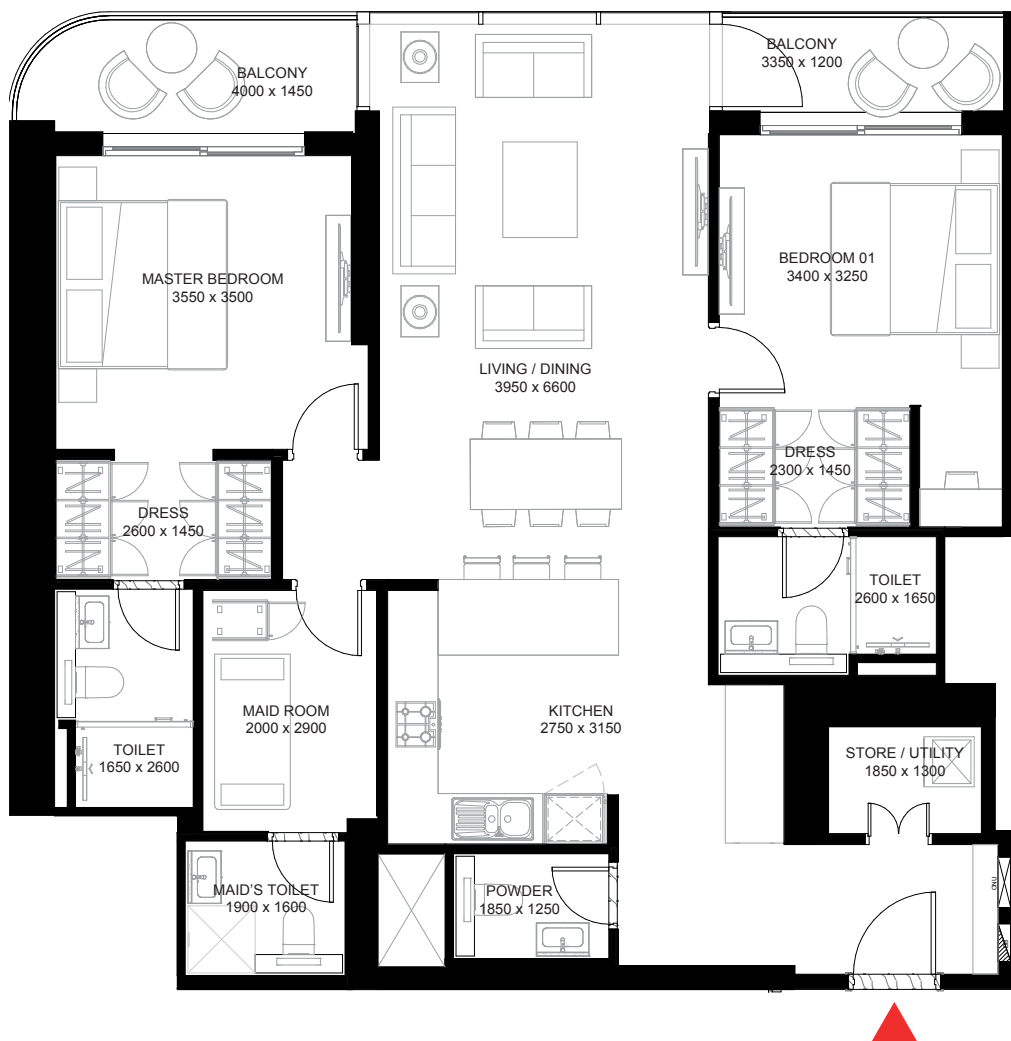 BALCONY
4000 x 1450
BALCONY
3350 x 1200
MASTER BEDROOM
3550 x 3500
BEDROOM 01
3400 x 3250
LIVING / DINING
3950 x 6600
DRESS
2300 x 1450
DRESS
2600 x 1450
TOILET
2600 x 1650
MAID ROOM
2000 x 2900
KITCHEN
2750 x 3150
TOILET
1650 x 2600
STORE / UTILITY
1850 x 1300
MAID'S TOILET
1900 x 1600
POWDER
1850 x 1250